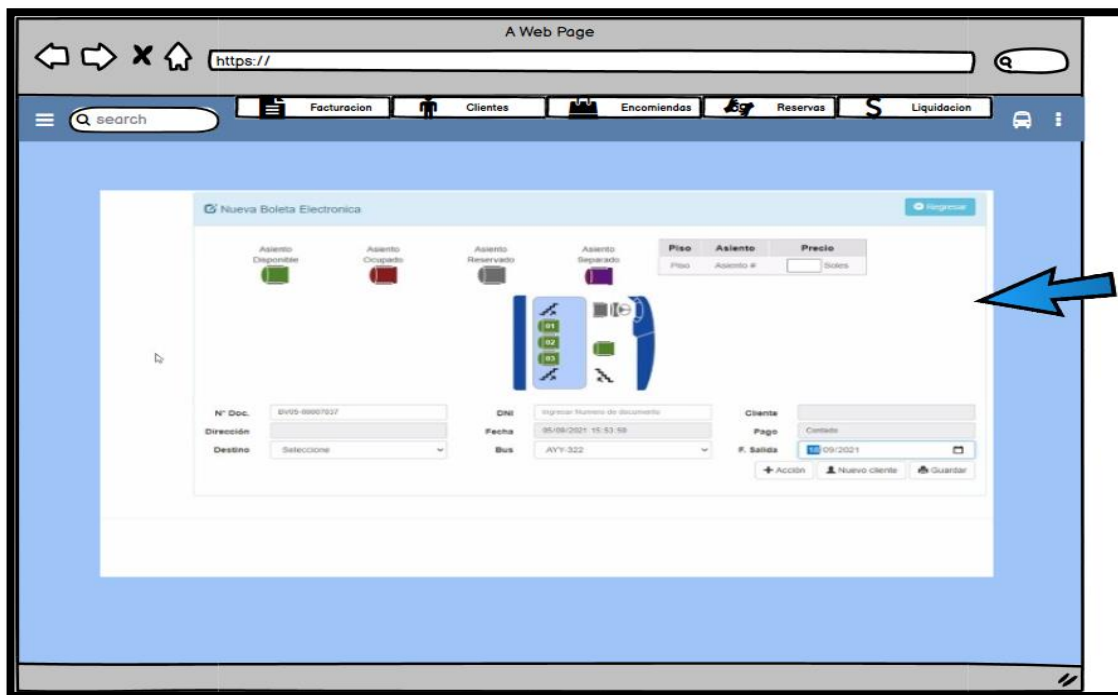 A Web Page
https://
search
Facturacion
Clientes
Encomiendas
Reservas
Liquidacion
Nueva Boleta Electronica
Regresar
Asiento Disponible
Asiento Ocupado
Asiento Reservado
Asiento Separado
Piso Asiento Precio
Piso Asiento # Soles
01
02
03
N° Doc. BV05-00007037 DNI Ingresar Numero de documento Cliente
Dirección Fecha 05/09/2021 15:53:58 Pago Contado
Destino Seleccione Bus AYY-322 F. Salida 10/09/2021
Acción Nuevo cliente Guardar